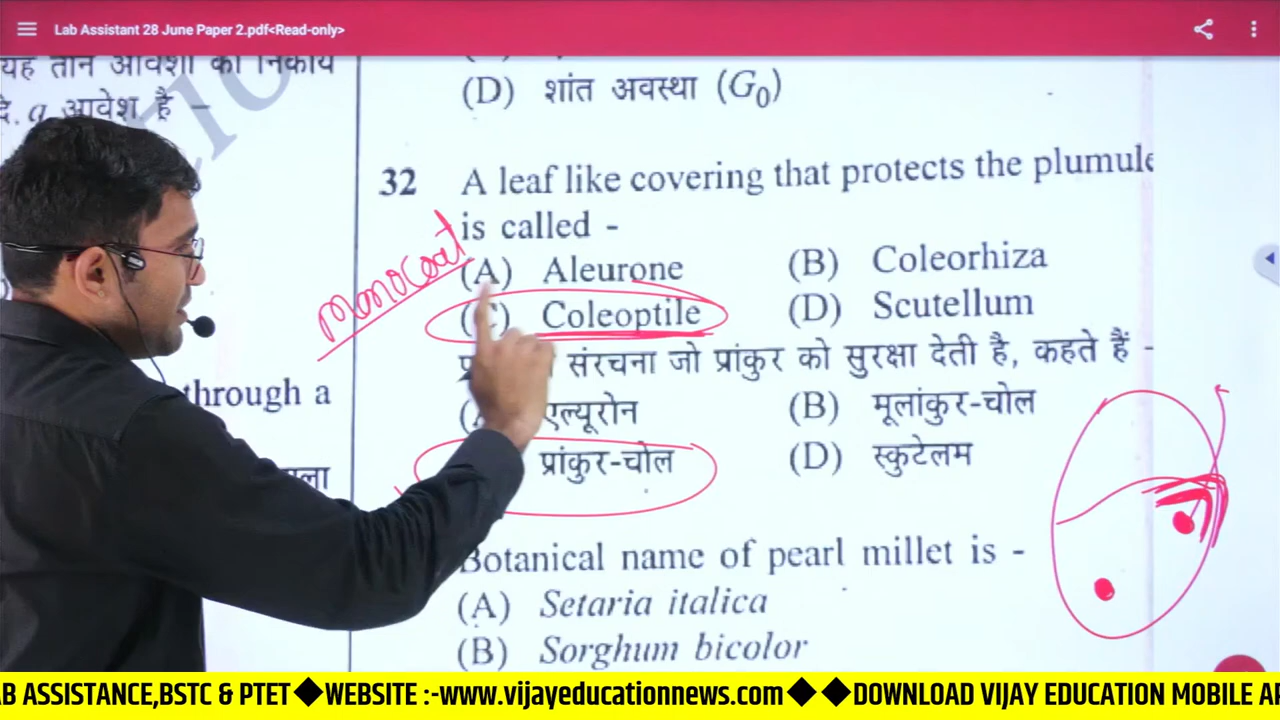 Lab Assistant 28 June Paper 2.pdf<Read-only>
यह तीन आवेशों का निकाय
आवेश है –
through a
(D) शांत अवस्था (G0)
32 A leaf like covering that protects the plumule
is called -
monocoat
(A) Aleurone (B) Coleorhiza
(C) Coleoptile (D) Scutellum
संरचना जो प्रांकुर को सुरक्षा देती है, कहते हैं -
एल्यूरोन (B) मूलांकुर-चोल
प्रांकुर-चोल (D) स्कुटेलम
Botanical name of pearl millet is -
(A) Setaria italica
(B) Sorghum bicolor
AB ASSISTANCE,BSTC & PTET◆WEBSITE :-www.vijayeducationnews.com◆ ◆DOWNLOAD VIJAY EDUCATION MOBILE AP